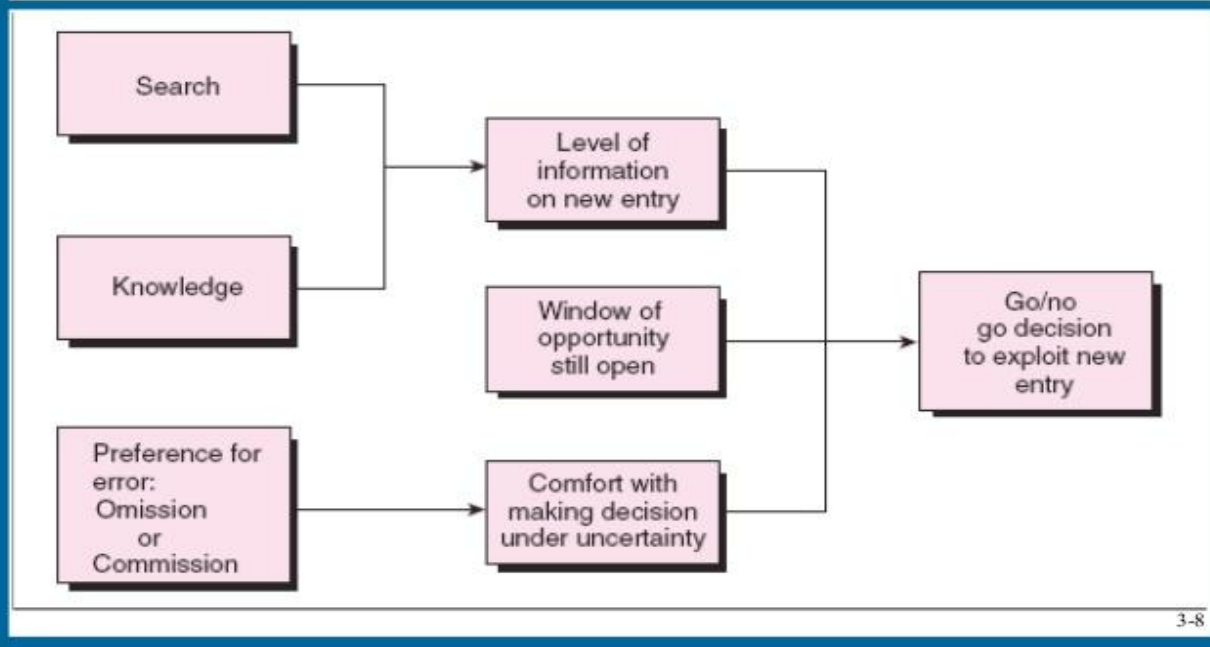 Search
Knowledge
Preference for
error:
Omission
or
Commission
Level of
information
on new entry
Window of
opportunity
still open
Comfort with
making decision
under uncertainty
Go/no
go decision
to exploit new
entry
3-8